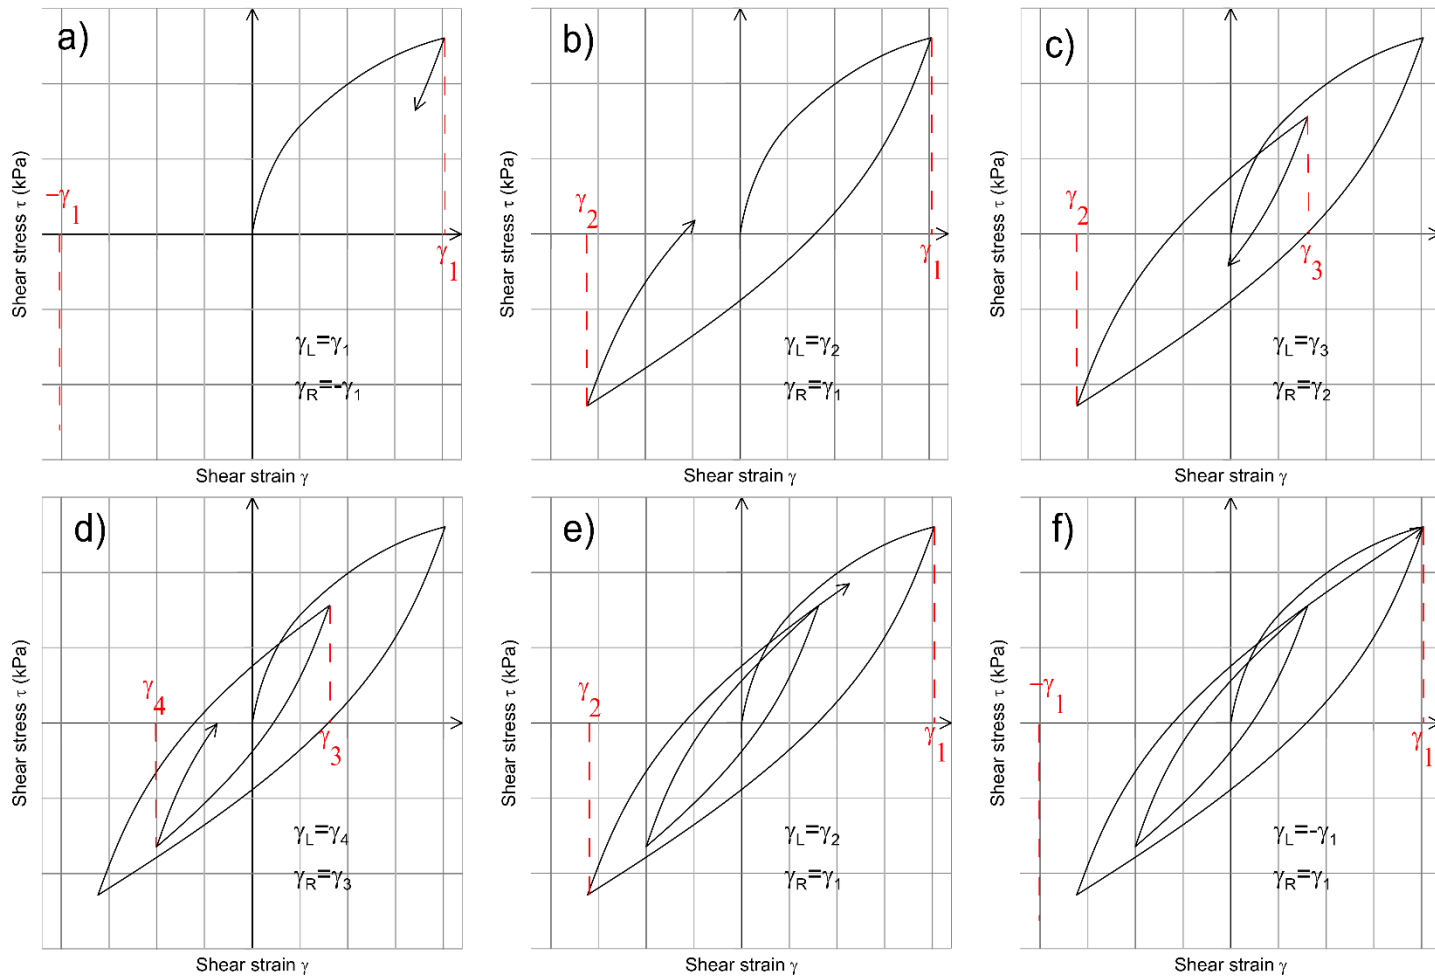 a)
Shear stress τ (kPa)
−γ1
γ1
γL=γ1
γR=-γ1
Shear strain γ
b)
Shear stress τ (kPa)
γ2
γ1
γL=γ2
γR=γ1
Shear strain γ
c)
Shear stress τ (kPa)
γ2
γ3
γL=γ3
γR=γ2
Shear strain γ
d)
Shear stress τ (kPa)
γ4
γ3
γL=γ4
γR=γ3
Shear strain γ
e)
Shear stress τ (kPa)
γ2
γ1
γL=γ2
γR=γ1
Shear strain γ
f)
Shear stress τ (kPa)
−γ1
γ1
γL=-γ1
γR=γ1
Shear strain γ